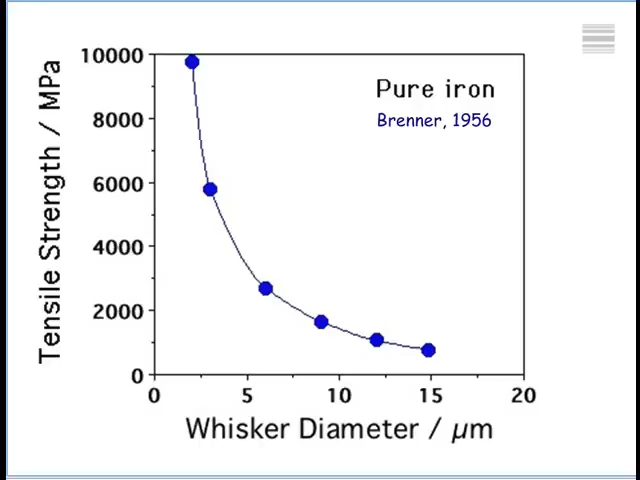 10000
8000
6000
4000
2000
0
Tensile Strength / MPa
Pure iron
Brenner, 1956
0 5 10 15 20
Whisker Diameter / µm